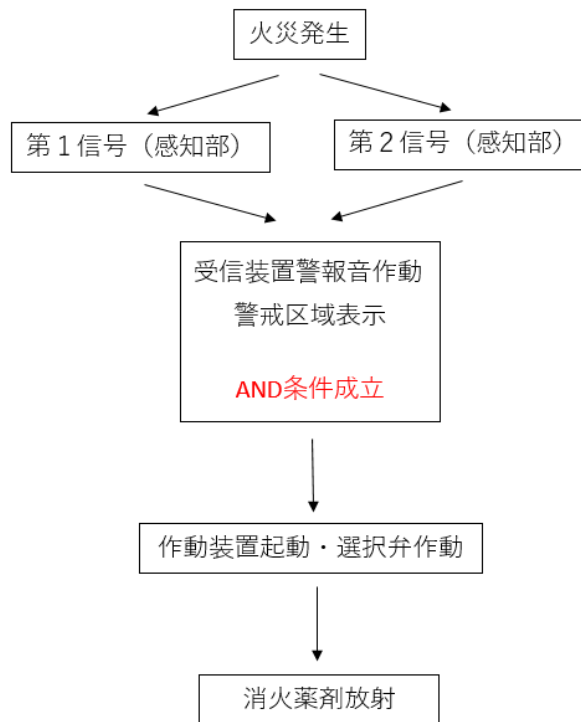 火災発生
第１信号（感知部）
第２信号（感知部）
受信装置警報音作動
警戒区域表示
AND条件成立
作動装置起動・選択弁作動
消火薬剤放射